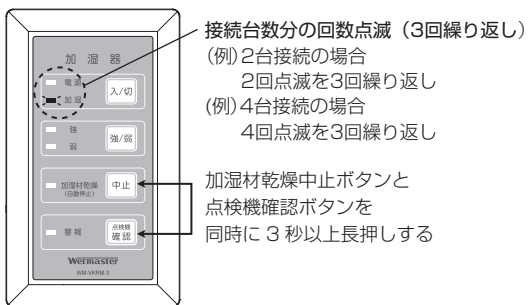 接続台数分の回数点滅（3回繰り返し）
(例)2台接続の場合
2回点滅を3回繰り返し
(例)4台接続の場合
4回点滅を3回繰り返し
加湿材乾燥中止ボタンと
点検機確認ボタンを
同時に 3 秒以上長押しする
加 湿 器
電 源
加 湿
入/切
強
弱
強/弱
加湿材乾燥
(自動停止)
中止
警 報
点検機
確 認
Wetmaster
WM-VKRM-3